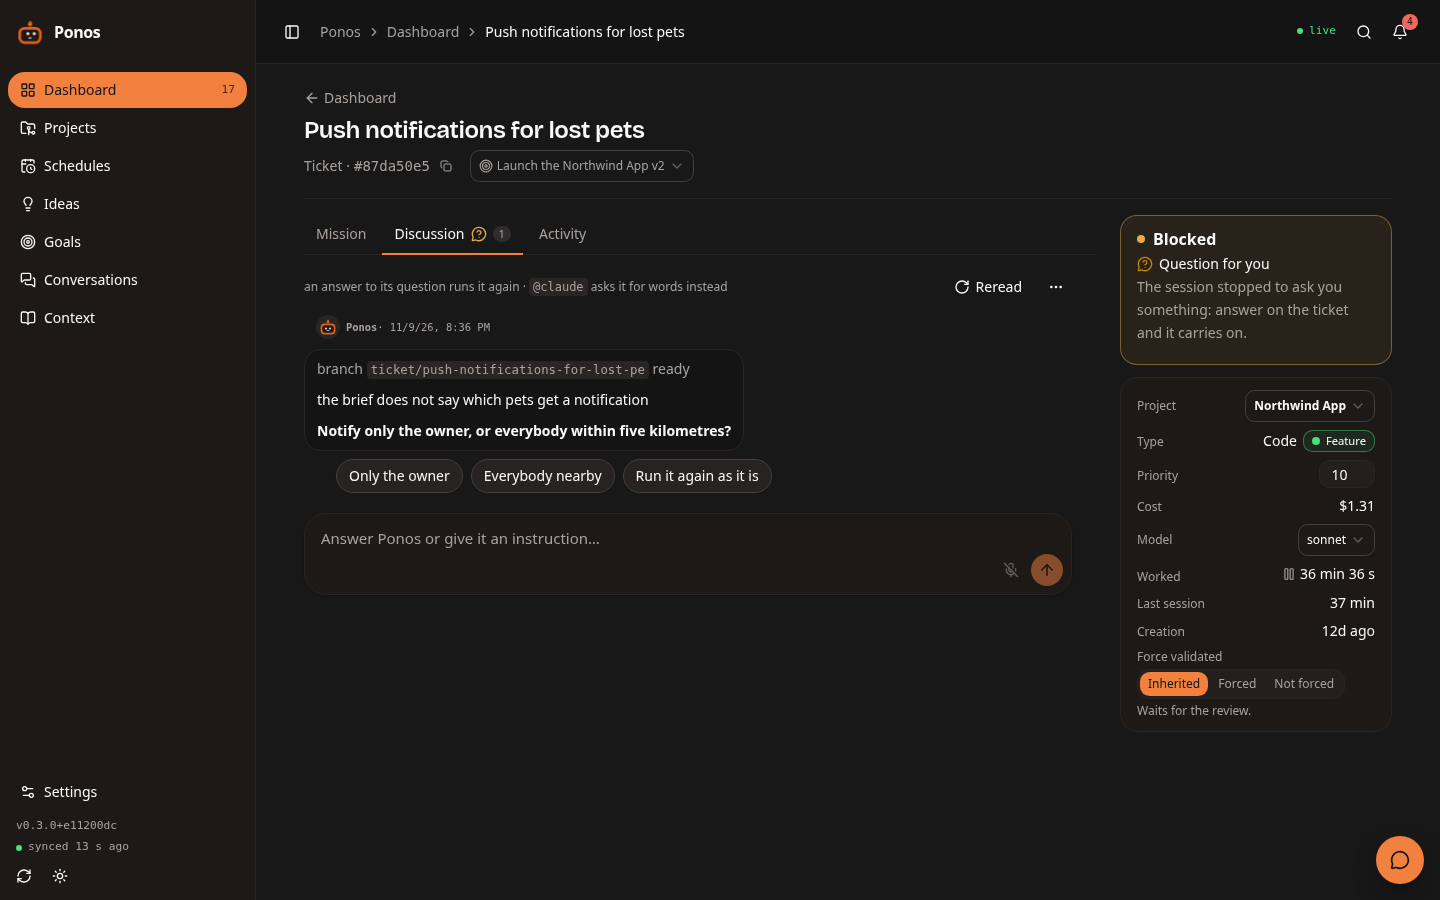 Ponos
Dashboard 17
Projects
Schedules
Ideas
Goals
Conversations
Context
Settings
v0.3.0+e11200dc
synced 13 s ago
Ponos > Dashboard > Push notifications for lost pets
live
4
Dashboard
Push notifications for lost pets
Ticket · #87da50e5
Launch the Northwind App v2
Mission
Discussion 1
Activity
an answer to its question runs it again · @claude asks it for words instead
Reread
Ponos · 11/9/26, 8:36 PM
branch ticket/push-notifications-for-lost-pe ready
the brief does not say which pets get a notification
Notify only the owner, or everybody within five kilometres?
Only the owner
Everybody nearby
Run it again as it is
Answer Ponos or give it an instruction...
Blocked
Question for you
The session stopped to ask you
something: answer on the ticket
and it carries on.
Project Northwind App
Type Code Feature
Priority 10
Cost $1.31
Model sonnet
Worked 36 min 36 s
Last session 37 min
Creation 12d ago
Force validated
Inherited Forced Not forced
Waits for the review.